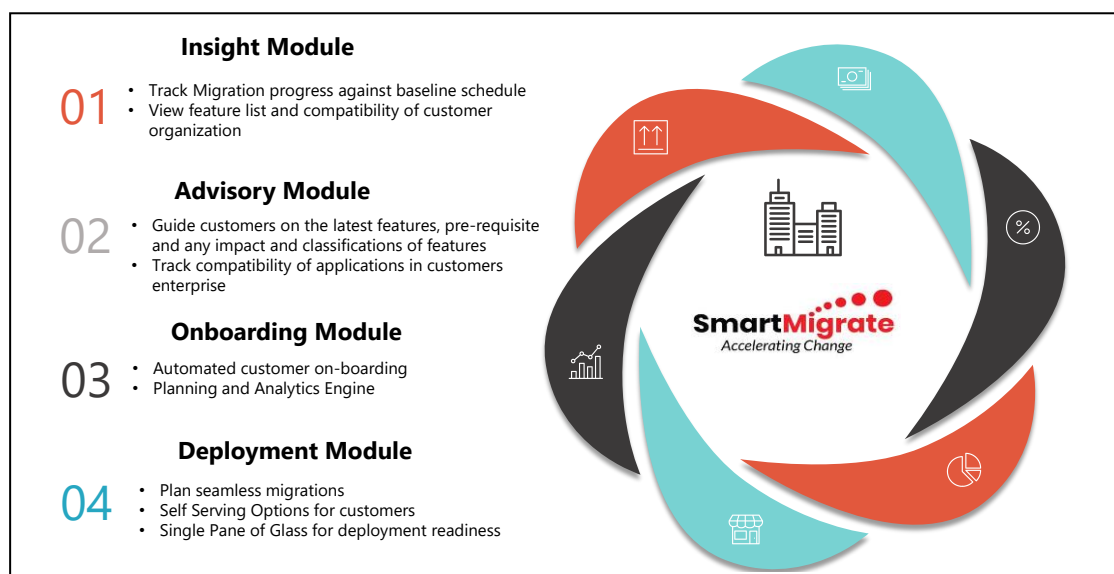 Insight Module
01
• Track Migration progress against baseline schedule
• View feature list and compatibility of customer
organization
Advisory Module
02
• Guide customers on the latest features, pre-requisite
and any impact and classifications of features
• Track compatibility of applications in customers
enterprise
Onboarding Module
03
• Automated customer on-boarding
• Planning and Analytics Engine
Deployment Module
04
• Plan seamless migrations
• Self Serving Options for customers
• Single Pane of Glass for deployment readiness
%
SmartMigrate
Accelerating Change